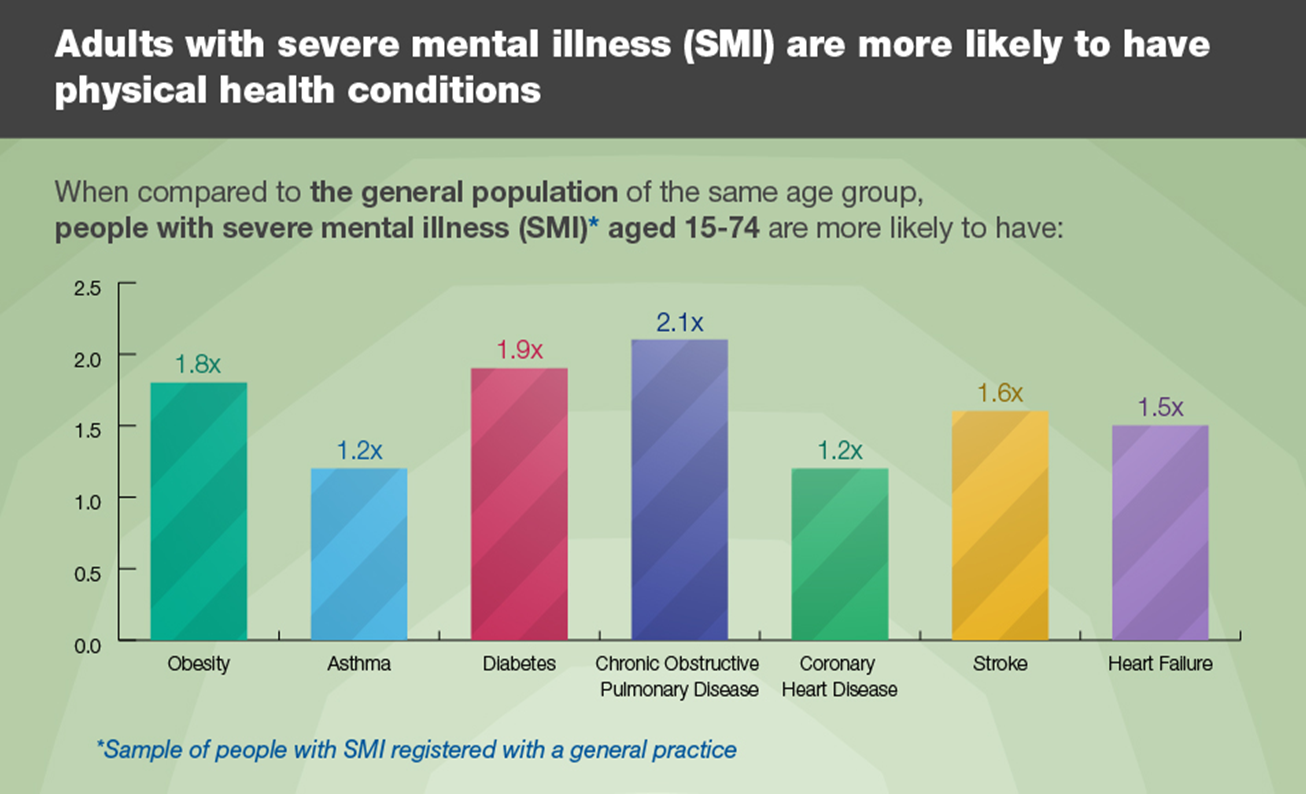 Adults with severe mental illness (SMI) are more likely to have
physical health conditions
When compared to the general population of the same age group,
people with severe mental illness (SMI)* aged 15-74 are more likely to have:
2.5
2.0
1.5
1.0
0.5
0.0
1.8x
1.2x
1.9x
2.1x
1.2x
1.6x
1.5x
Obesity
Asthma
Diabetes
Chronic Obstructive
Pulmonary Disease
Coronary
Heart Disease
Stroke
Heart Failure
*Sample of people with SMI registered with a general practice